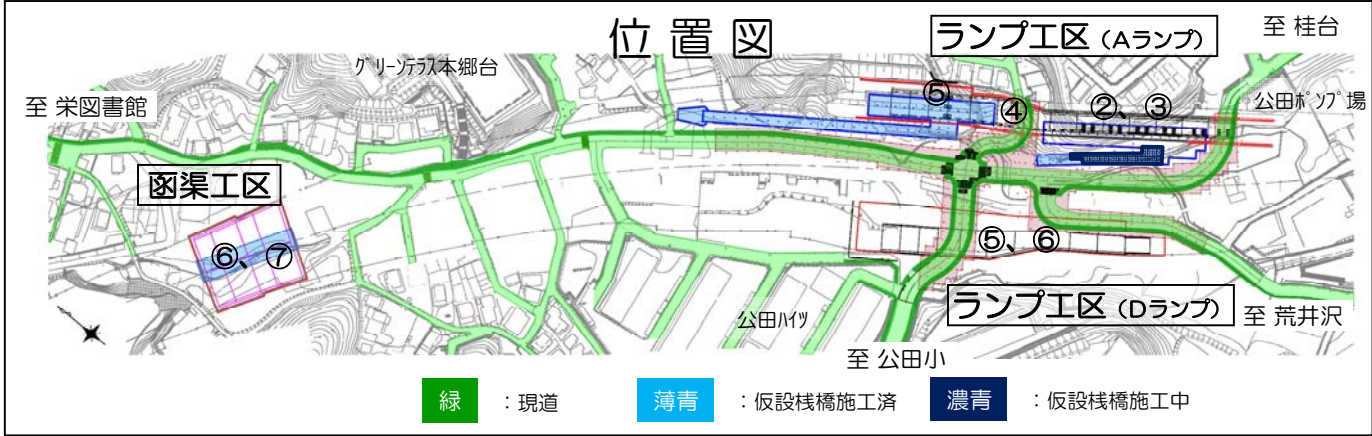 位置図
ランプ工区（Aランプ）
至 桂台
グリーンテラス本郷台
至 栄図書館
⑤
④
②、③
公田ポンプ場
函渠工区
⑥、⑦
⑤、⑥
公田ハイツ
ランプ工区（Dランプ）
至 荒井沢
至 公田小
緑 ：現道
薄青 ：仮設桟橋施工済
濃青 ：仮設桟橋施工中